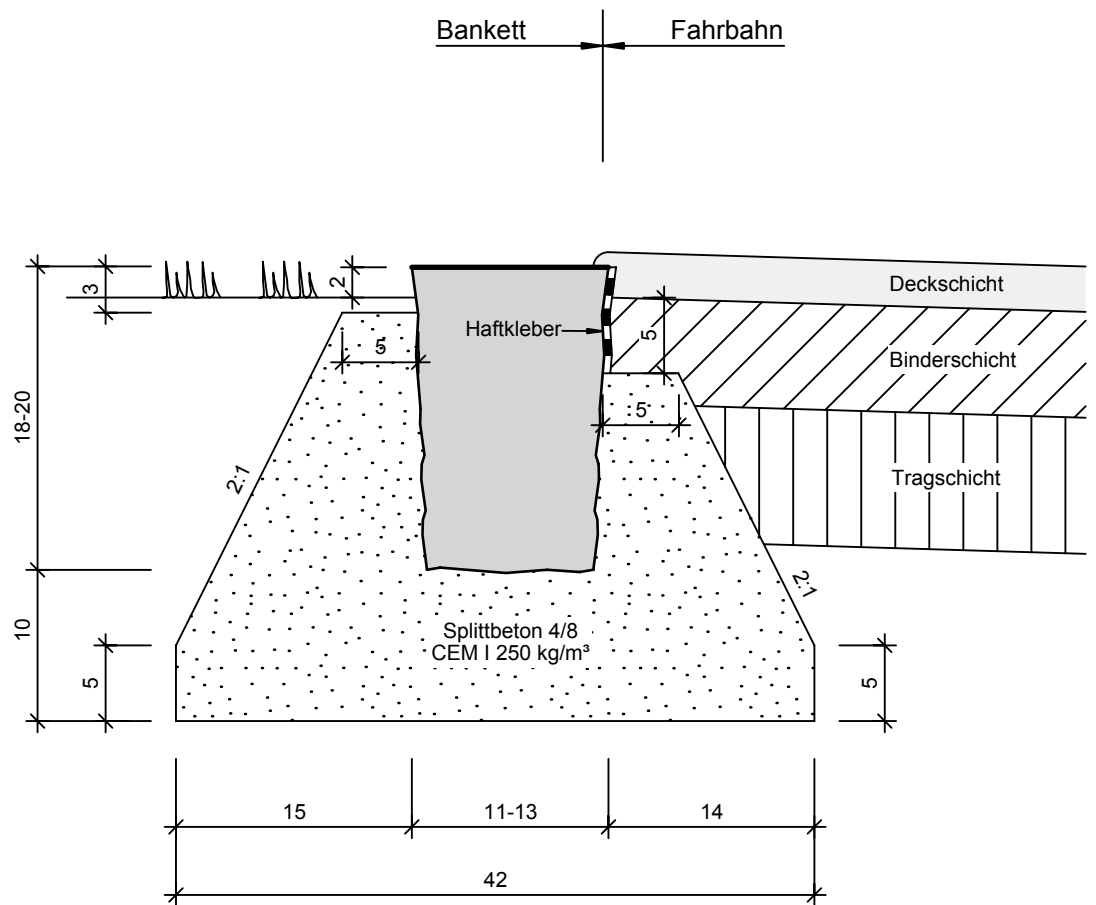 Bankett Fahrbahn
3
2
Deckschicht
Haftkleber
5
5
Binderschicht
5
18-20
2:1
Tragschicht
2:1
10
Splittbeton 4/8
CEM I 250 kg/m³
5
5
15
11-13
14
42